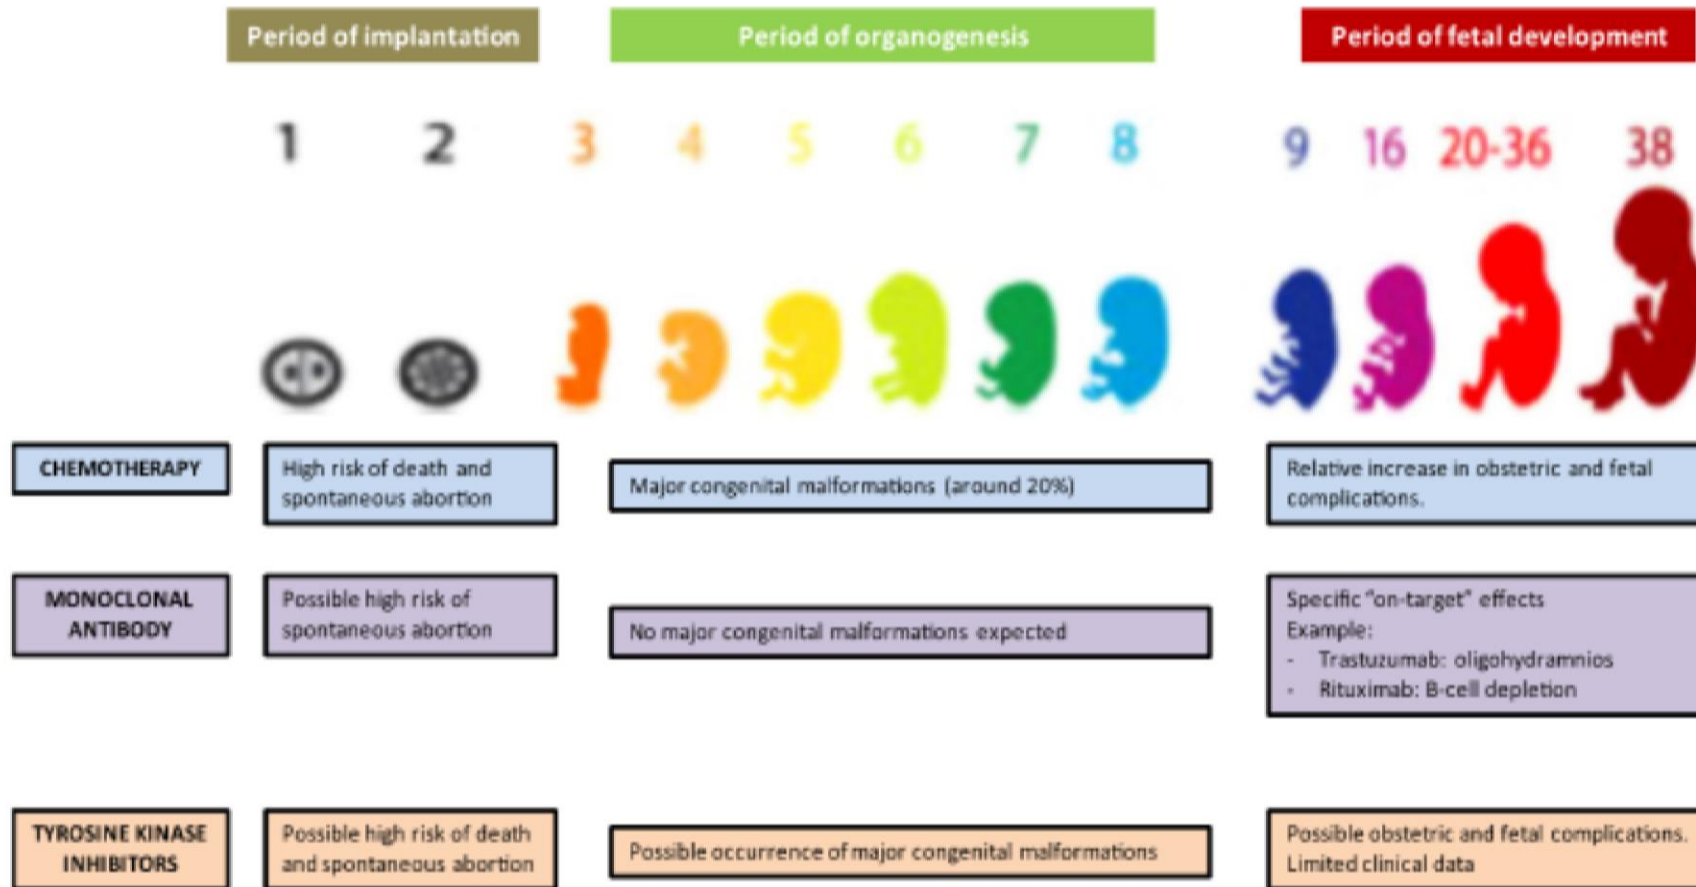 Period of implantation
Period of organogenesis
Period of fetal development
1
2
3
4
5
6
7
8
9
16
20-36
38
CHEMOTHERAPY
High risk of death and
spontaneous abortion
Major congenital malformations (around 20%)
Relative increase in obstetric and fetal
complications.
MONOCLONAL
ANTIBODY
Possible high risk of
spontaneous abortion
No major congenital malformations expected
Specific "on-target" effects
Example:
- Trastuzumab: oligohydramnios
- Rituximab: B-cell depletion
TYROSINE KINASE
INHIBITORS
Possible high risk of death
and spontaneous abortion
Possible occurrence of major congenital malformations
Possible obstetric and fetal complications.
Limited clinical data